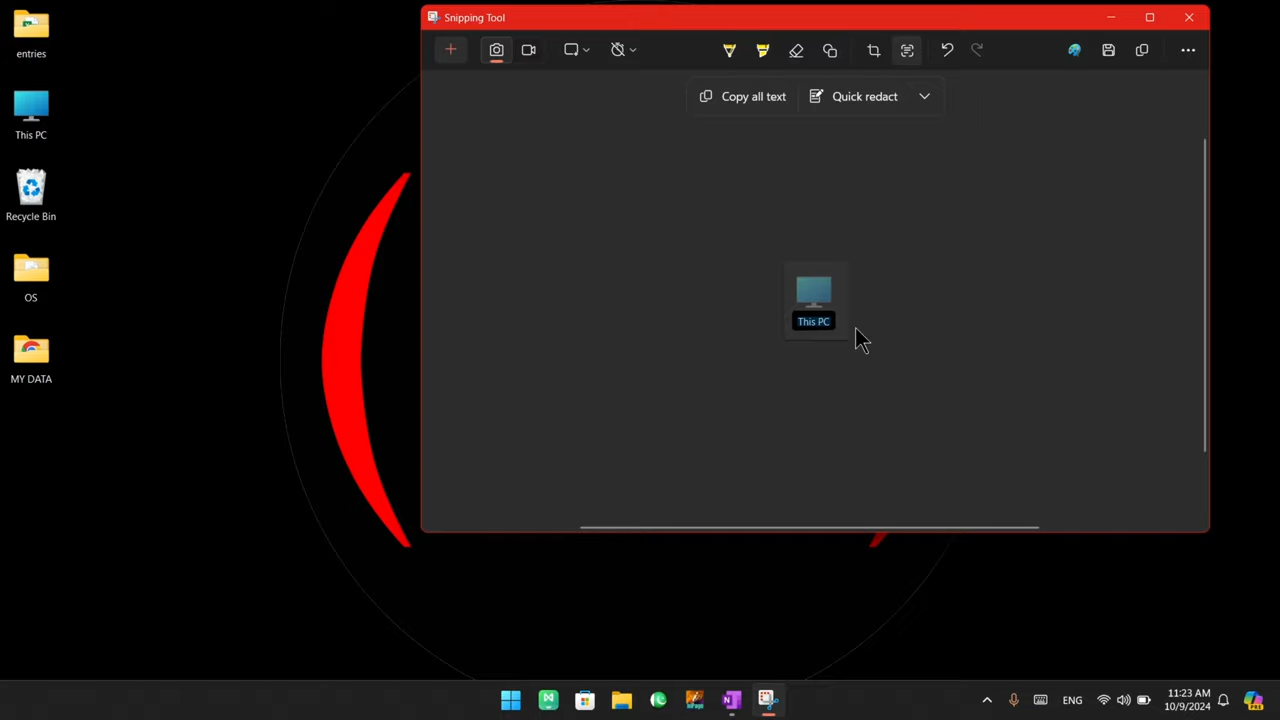 entries
This PC
Recycle Bin
OS
MY DATA
Snipping Tool
Copy all text
Quick redact
This PC
ENG
11:23 AM
10/9/2024